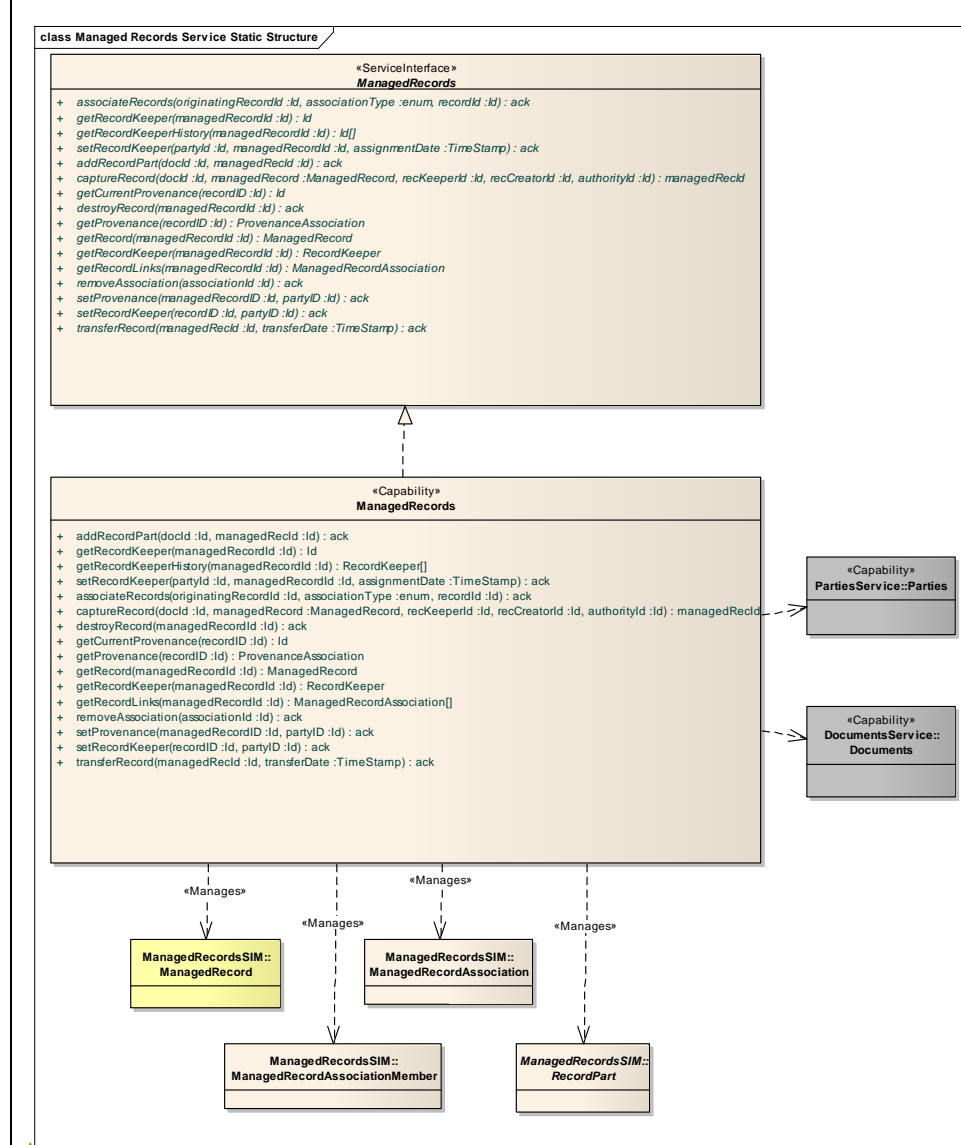 class Managed Records Service Static Structure
«ServiceInterface»
ManagedRecords
+ associateRecords(originatingRecordId :Id, associationType :enum, recordId :Id) : ack
+ getRecordKeeper(managedRecordId :Id) : Id
+ getRecordKeeperHistory(managedRecordId :Id) : Id[]
+ setRecordKeeper(partyId :Id, managedRecordId :Id, assignmentDate :TimeStamp) : ack
+ addRecordPart(docId :Id, managedRecId :Id) : ack
+ captureRecord(docId :Id, managedRecord :ManagedRecord, recKeeperId :Id, recCreatorId :Id, authorityId :Id) : managedRecId
+ getCurrentProvenance(recordID :Id) : Id
+ destroyRecord(managedRecordId :Id) : ack
+ getProvenance(recordID :Id) : ProvenanceAssociation
+ getRecord(managedRecordId :Id) : ManagedRecord
+ getRecordKeeper(managedRecordId :Id) : RecordKeeper
+ getRecordLinks(managedRecordId :Id) : ManagedRecordAssociation
+ removeAssociation(associationId :Id) : ack
+ setProvenance(managedRecordID :Id, partyID :Id) : ack
+ setRecordKeeper(recordID :Id, partyID :Id) : ack
+ transferRecord(managedRecId :Id, transferDate :TimeStamp) : ack
«Capability»
ManagedRecords
+ addRecordPart(docId :Id, managedRecId :Id) : ack
+ getRecordKeeper(managedRecordId :Id) : Id
+ getRecordKeeperHistory(managedRecordId :Id) : RecordKeeper[]
+ setRecordKeeper(partyId :Id, managedRecordId :Id, assignmentDate :TimeStamp) : ack
+ associateRecords(originatingRecordId :Id, associationType :enum, recordId :Id) : ack
+ captureRecord(docId :Id, managedRecord :ManagedRecord, recKeeperId :Id, recCreatorId :Id, authorityId :Id) : managedRecId
+ destroyRecord(managedRecordId :Id) : ack
+ getCurrentProvenance(recordID :Id) : Id
+ getProvenance(recordID :Id) : ProvenanceAssociation
+ getRecord(managedRecordId :Id) : ManagedRecord
+ getRecordKeeper(managedRecordId :Id) : RecordKeeper
+ getRecordLinks(managedRecordId :Id) : ManagedRecordAssociation[]
+ removeAssociation(associationId :Id) : ack
+ setProvenance(managedRecordID :Id, partyID :Id) : ack
+ setRecordKeeper(recordID :Id, partyID :Id) : ack
+ transferRecord(managedRecId :Id, transferDate :TimeStamp) : ack
«Capability»
PartiesService::Parties
«Capability»
DocumentsService::
Documents
«Manages»
«Manages»
«Manages»
«Manages»
ManagedRecordsSIM::
ManagedRecord
ManagedRecordsSIM::
ManagedRecordAssociation
ManagedRecordsSIM::
ManagedRecordAssociationMember
ManagedRecordsSIM::
RecordPart